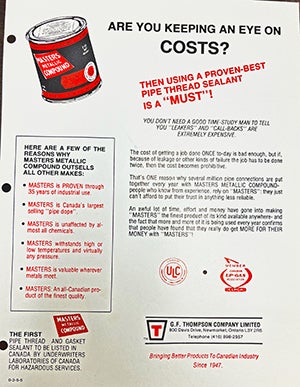 ARE YOU KEEPING AN EYE ON
COSTS?
MASTERS
METALLIC
COMPOUND
THEN USING A PROVEN-BEST
PIPE THREAD SEALANT
IS A "MUST"!
YOU DON'T NEED A GOOD TIME-STUDY MAN TO TELL
YOU "LEAKERS" AND "CALL-BACKS" ARE
EXTREMELY EXPENSIVE.
HERE ARE A FEW OF THE
REASONS WHY
MASTERS METALLIC
COMPOUND OUTSELLS
ALL OTHER MAKES:
• MASTERS is PROVEN through
35 years of industrial use.
• MASTERS is Canada's largest
selling "pipe dope".
• MASTERS is unaffected by al-
most all chemicals.
• MASTERS withstands high or
low temperatures and virtually
any pressure.
• MASTERS is valuable wherever
metals meet.
• MASTERS: An all-Canadian pro-
duct of the finest quality.
The cost of getting a job done ONCE to-day is bad enough, but if,
because of leakage or other kinds of failure the job has to be done
twice, then the cost becomes prohibitive.
That's ONE reason why several million pipe connections are put
together every year with MASTERS METALLIC COMPOUND-
people who know from experience, rely on "MASTERS"; they just
can't afford to put their trust in anything less reliable.
An awful lot of time, effort and money have gone into making
"MASTERS" the finest product of its kind available anywhere- and
the fact that more and more of it is being used every year confirms
that people have found that they really do get MORE FOR THEIR
MONEY with "MASTERS"!
ULC
MEMBER
LP-GAS
MASTERS
METALLIC
COMPOUND
THE FIRST
PIPE THREAD AND GASKET
SEALANT TO BE LISTED IN
CANADA BY UNDERWRITERS
LABORATORIES OF CANADA
FOR HAZARDOUS SERVICES.
T
G.F. THOMPSON COMPANY LIMITED
Newmarket, Ontario
Telephone (416)
Bringing Better Products To Canadian Industry
Since 1947.